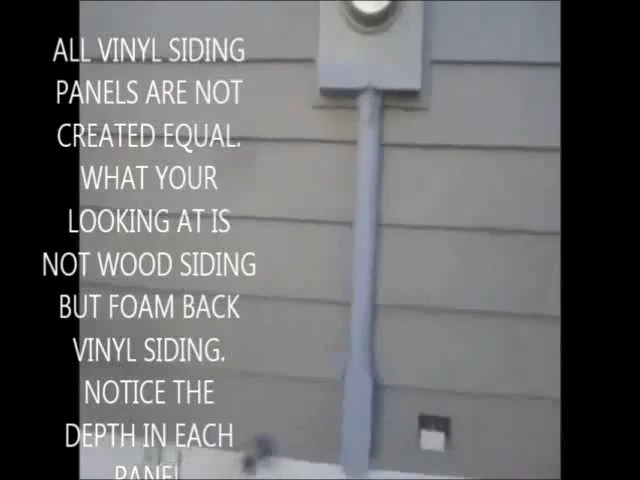 ALL VINYL SIDING
PANELS ARE NOT
CREATED EQUAL.
WHAT YOUR
LOOKING AT IS
NOT WOOD SIDING
BUT FOAM BACK
VINYL SIDING.
NOTICE THE
DEPTH IN EACH
PANEL